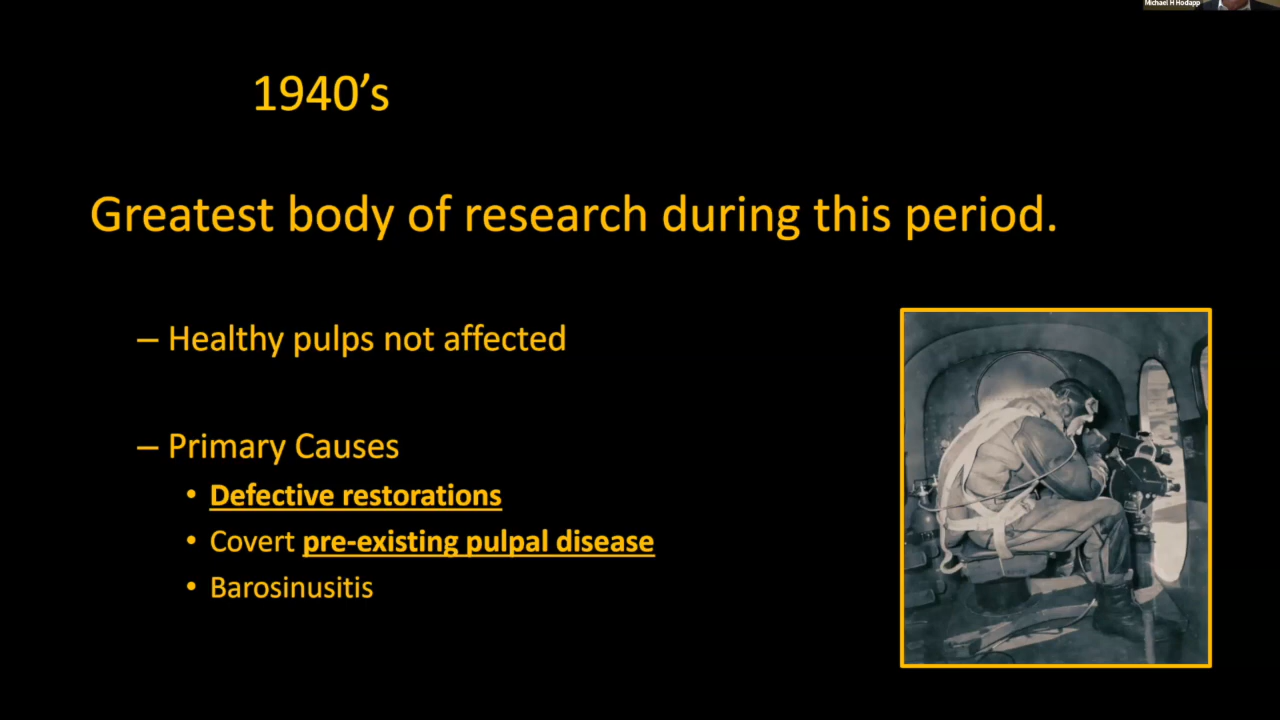 Michael H Hodapp
1940’s
Greatest body of research during this period.
– Healthy pulps not affected
– Primary Causes
• Defective restorations
• Covert pre-existing pulpal disease
• Barosinusitis